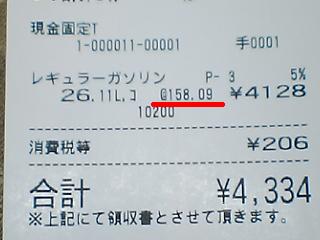 現金固定T
1-000011-00001 手0001
レギュラーガソリン P- 3 5%
26.11L,コ @158.09 ¥4128
10200
消費税等 ¥206
合計 ¥4,334
※上記にて領収書とさせて頂きます。